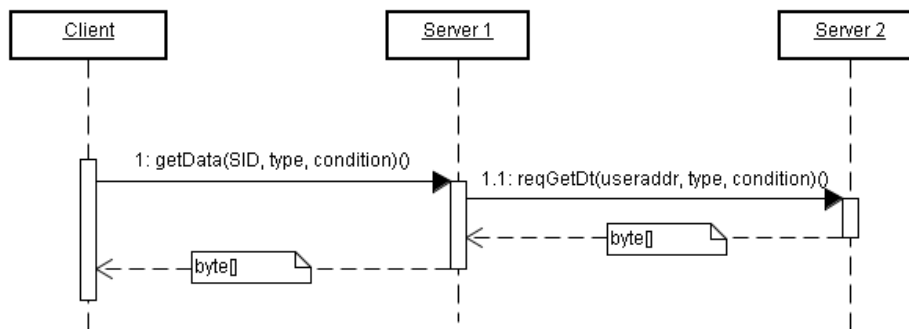 Client
Server 1
Server 2
1: getData(SID, type, condition)()
1.1: reqGetDt(useraddr, type, condition)()
byte[]
byte[]